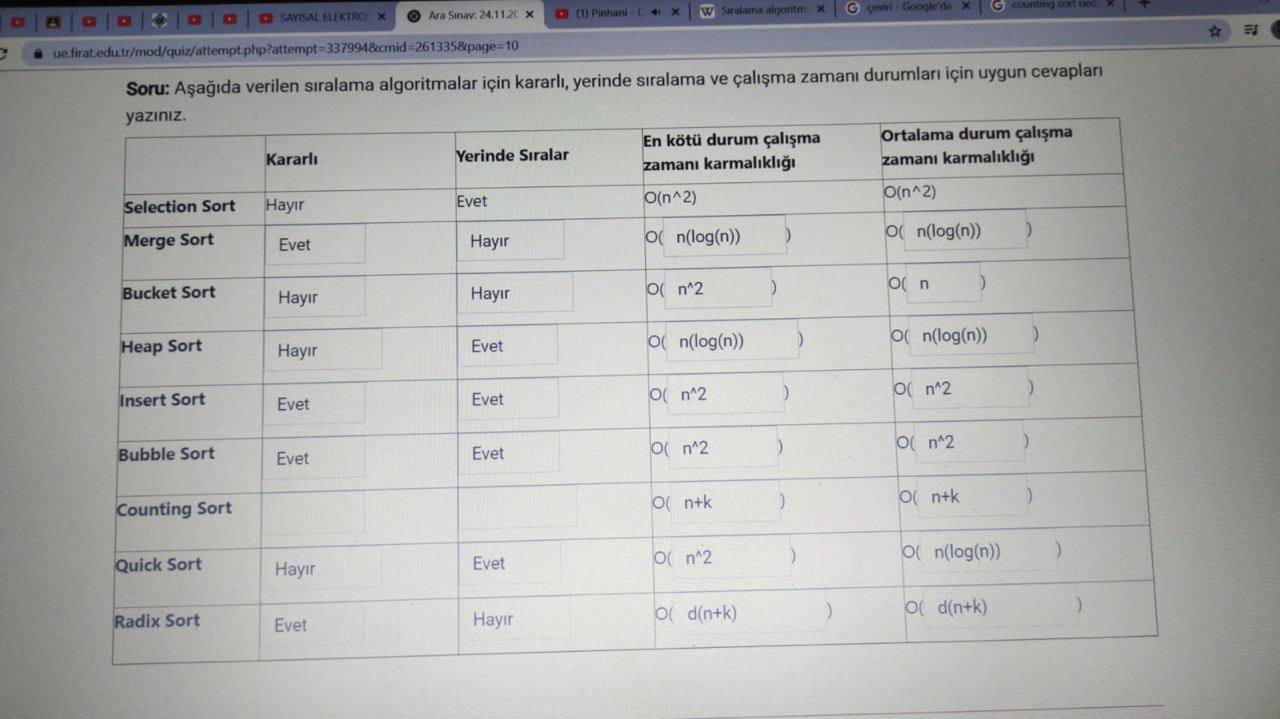 SAYISAL ELEKTRO
Ara Sınav: 24.11.2(
(1) Pinhani -
W Sıralama algoritm
G çeviri - Google'da
G counting sort ned
ue.firat.edu.tr/mod/quiz/attempt.php?attempt=337994&cmid=261335&page=10
Soru: Aşağıda verilen sıralama algoritmalar için kararlı, yerinde sıralama ve çalışma zamanı durumları için uygun cevapları
yazınız.
Kararlı Yerinde Sıralar En kötü durum çalışma zamanı karmalıklığı Ortalama durum çalışma zamanı karmalıklığı
Selection Sort Hayır Evet O(n^2) O(n^2)
Merge Sort Evet Hayır O( n(log(n)) ) O( n(log(n)) )
Bucket Sort Hayır Hayır O( n^2 ) O( n )
Heap Sort Hayır Evet O( n(log(n)) ) O( n(log(n)) )
Insert Sort Evet Evet O( n^2 ) O( n^2 )
Bubble Sort Evet Evet O( n^2 ) O( n^2 )
Counting Sort O( n+k ) O( n+k )
Quick Sort Hayır Evet O( n^2 ) O( n(log(n)) )
Radix Sort Evet Hayır O( d(n+k) ) O( d(n+k) )